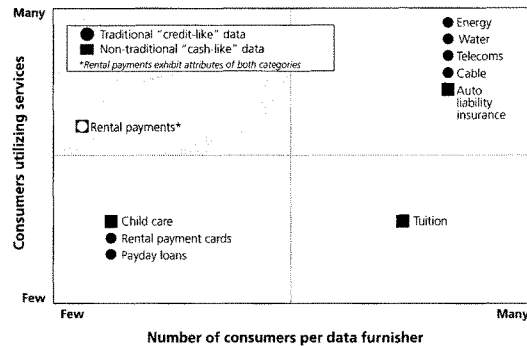 Many
Traditional "credit-like" data
Non-traditional "cash-like" data
*Rental payments exhibit attributes of both categories
Energy
Water
Telecoms
Cable
Auto
liability
insurance
Rental payments*
Consumers utilizing services
Child care
Rental payment cards
Payday loans
Tuition
Few
Few
Many
Number of consumers per data furnisher